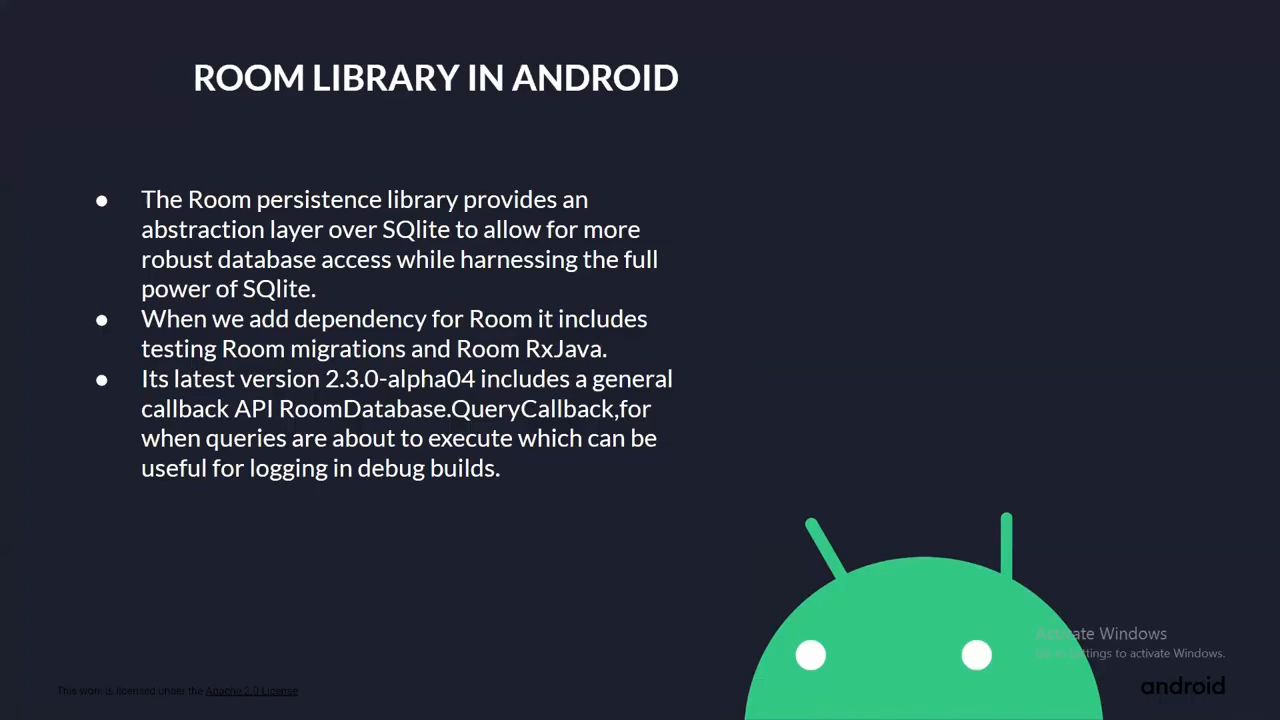 ROOM LIBRARY IN ANDROID
● The Room persistence library provides an
abstraction layer over SQlite to allow for more
robust database access while harnessing the full
power of SQlite.
● When we add dependency for Room it includes
testing Room migrations and Room RxJava.
● Its latest version 2.3.0-alpha04 includes a general
callback API RoomDatabase.QueryCallback,for
when queries are about to execute which can be
useful for logging in debug builds.
Activate Windows
Go to Settings to activate Windows.
This work is licensed under the Apache 2.0 License
android